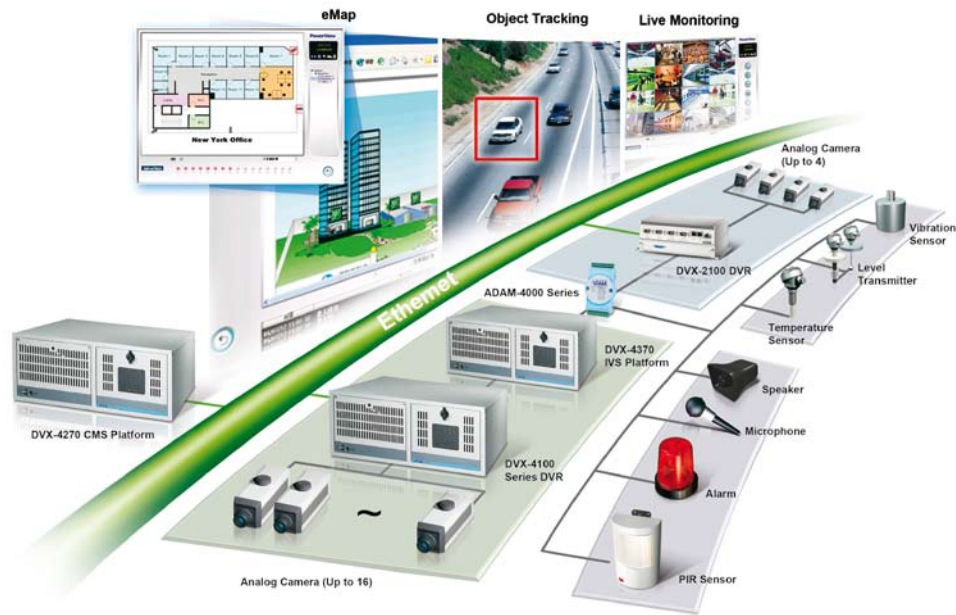 eMap
Object Tracking
Live Monitoring
PowerView
New York Office
Analog Camera
(Up to 4)
Vibration
Sensor
DVX-2100 DVR
Level
Transmitter
ADAM-4000 Series
Ethernet
Temperature
Sensor
DVX-4370
IVS Platform
Speaker
DVX-4270 CMS Platform
Microphone
DVX-4100
Series DVR
Alarm
Analog Camera (Up to 16)
~
PIR Sensor